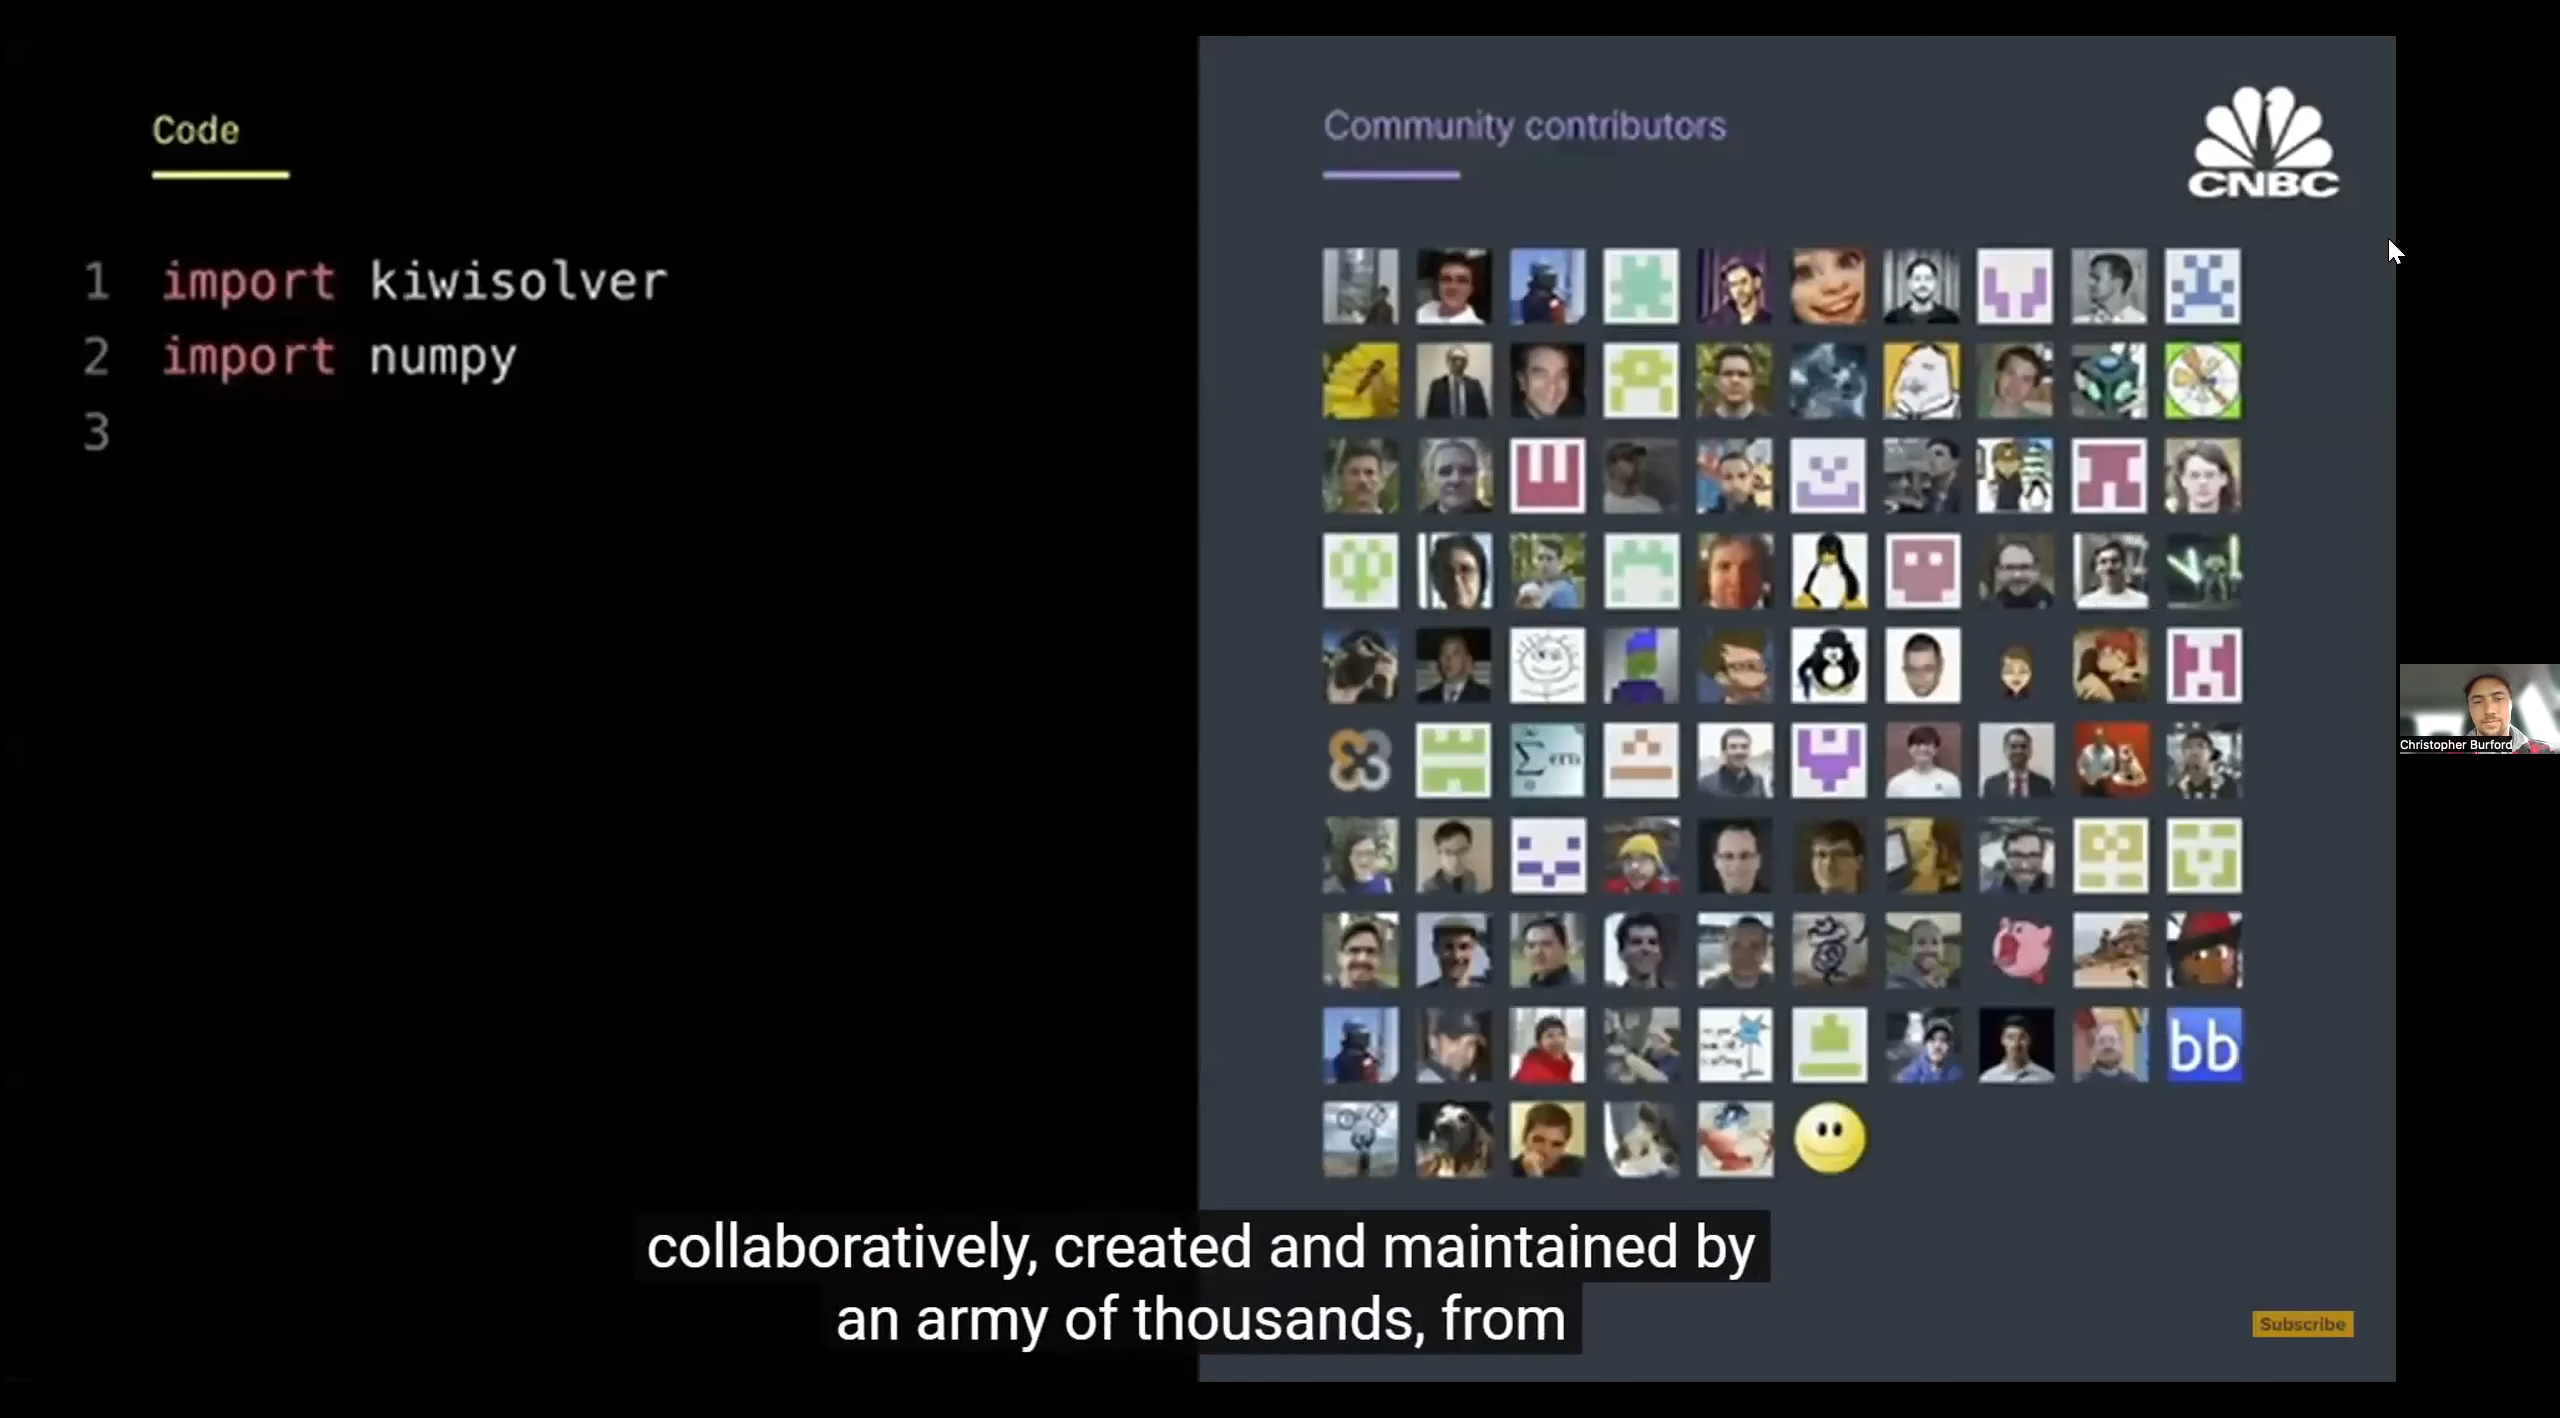 Code
1 import kiwisolver
2 import numpy
3
Community contributors
CNBC
bb
collaboratively, created and maintained by
an army of thousands, from
Subscribe
Christopher Burford